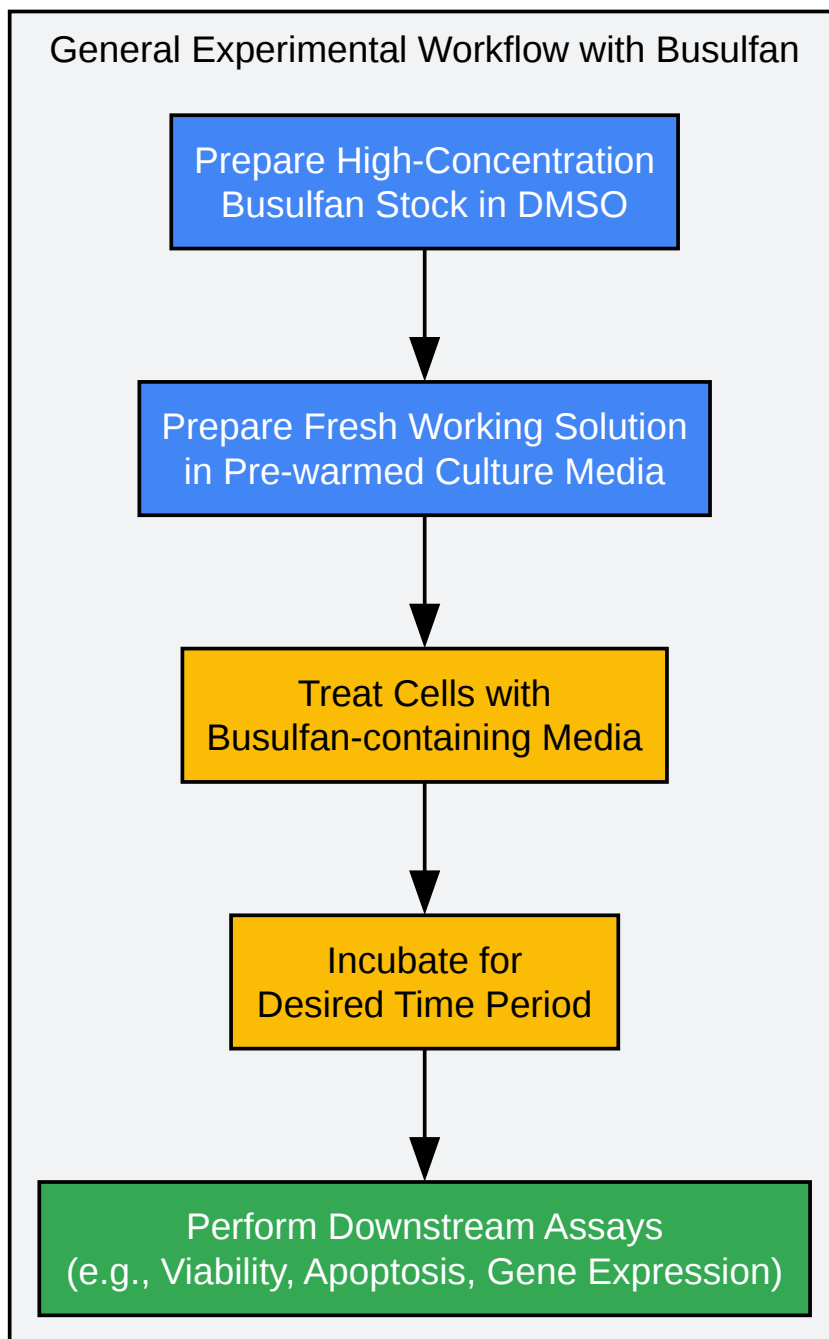 General Experimental Workflow with Busulfan
Prepare High-Concentration
Busulfan Stock in DMSO
Prepare Fresh Working Solution
in Pre-warmed Culture Media
Treat Cells with
Busulfan-containing Media
Incubate for
Desired Time Period
Perform Downstream Assays
(e.g., Viability, Apoptosis, Gene Expression)